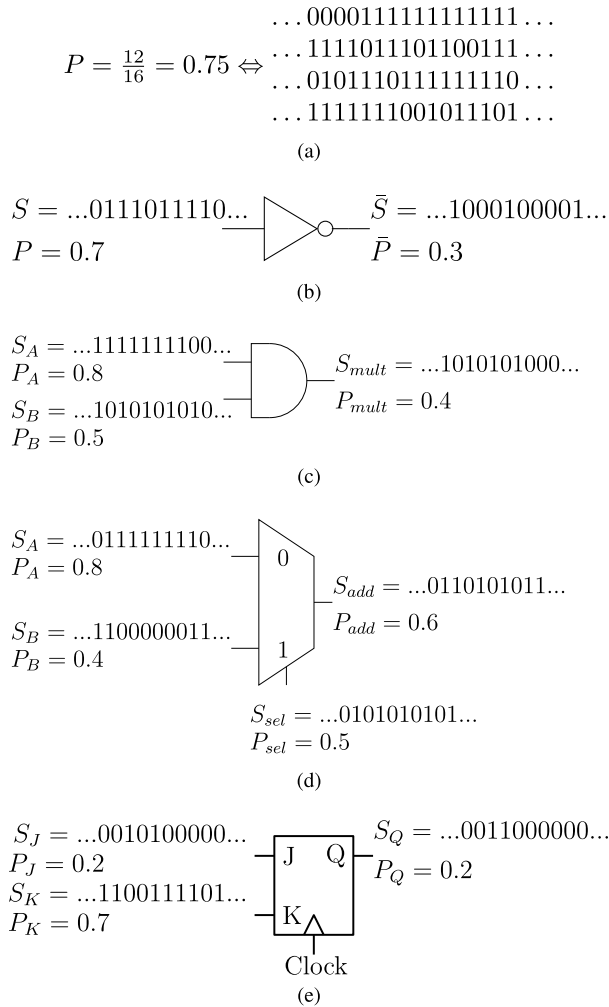 ...0000111111111111...
...1111011101100111...
P = 12/16 = 0.75 ⇔
...0101110111111110...
...1111111001011101...
(a)
S = ...0111011110...
P = 0.7
S̄ = ...1000100001...
P̄ = 0.3
(b)
S_A = ...1111111100...
P_A = 0.8
S_B = ...1010101010...
P_B = 0.5
S_mult = ...1010101000...
P_mult = 0.4
(c)
S_A = ...0111111110...
P_A = 0.8
S_B = ...1100000011...
P_B = 0.4
0
1
S_add = ...0110101011...
P_add = 0.6
S_sel = ...0101010101...
P_sel = 0.5
(d)
S_J = ...0010100000...
P_J = 0.2
S_K = ...1100111101...
P_K = 0.7
J Q
K
S_Q = ...0011000000...
P_Q = 0.2
Clock
(e)